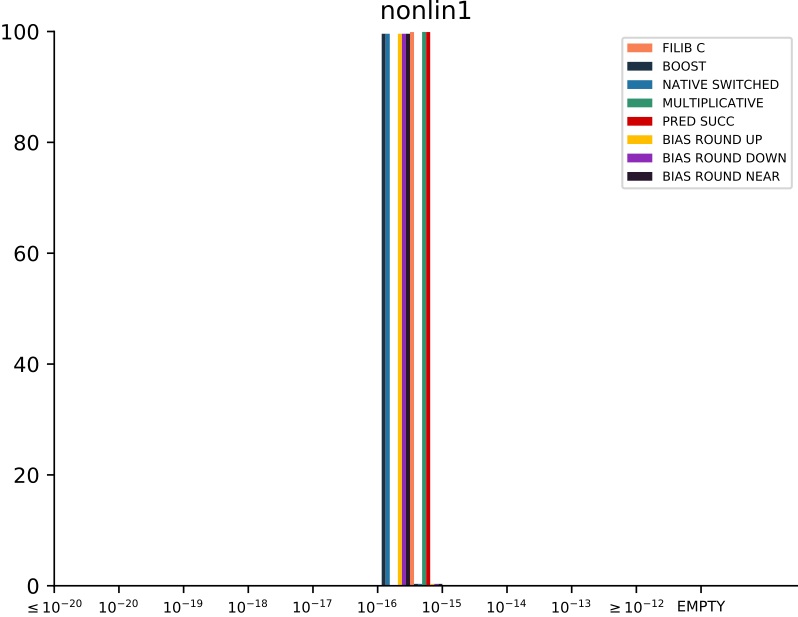 nonlin1
100
80
60
40
20
0
FILIB C
BOOST
NATIVE SWITCHED
MULTIPLICATIVE
PRED SUCC
BIAS ROUND UP
BIAS ROUND DOWN
BIAS ROUND NEAR
≤ 10⁻²⁰ 10⁻²⁰ 10⁻¹⁹ 10⁻¹⁸ 10⁻¹⁷ 10⁻¹⁶ 10⁻¹⁵ 10⁻¹⁴ 10⁻¹³ ≥ 10⁻¹² EMPTY